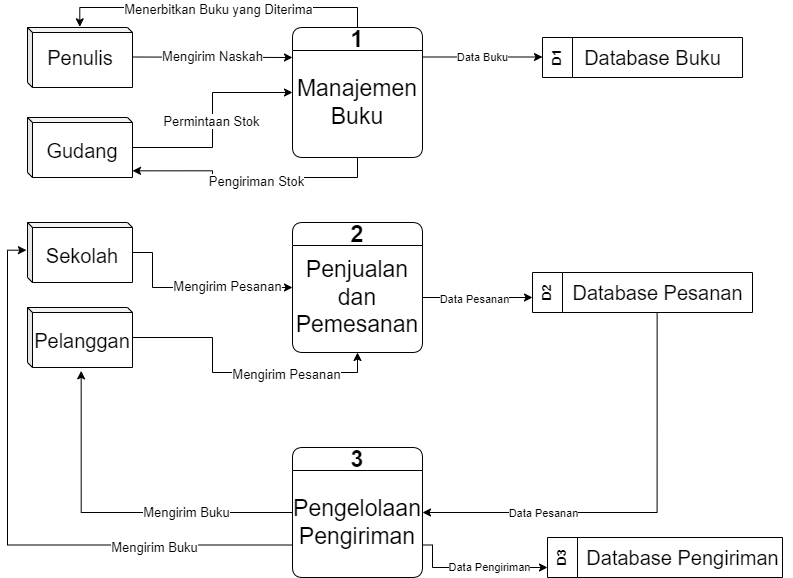 Menerbitkan Buku yang Diterima
Penulis
Mengirim Naskah
1
Manajemen
Buku
Data Buku
D1
Database Buku
Permintaan Stok
Gudang
Pengiriman Stok
Sekolah
Mengirim Pesanan
2
Penjualan
dan
Pemesanan
Data Pesanan
D2
Database Pesanan
Pelanggan
Mengirim Pesanan
3
Pengelolaan
Pengiriman
Mengirim Buku
Data Pesanan
Mengirim Buku
Data Pengiriman
D3
Database Pengiriman